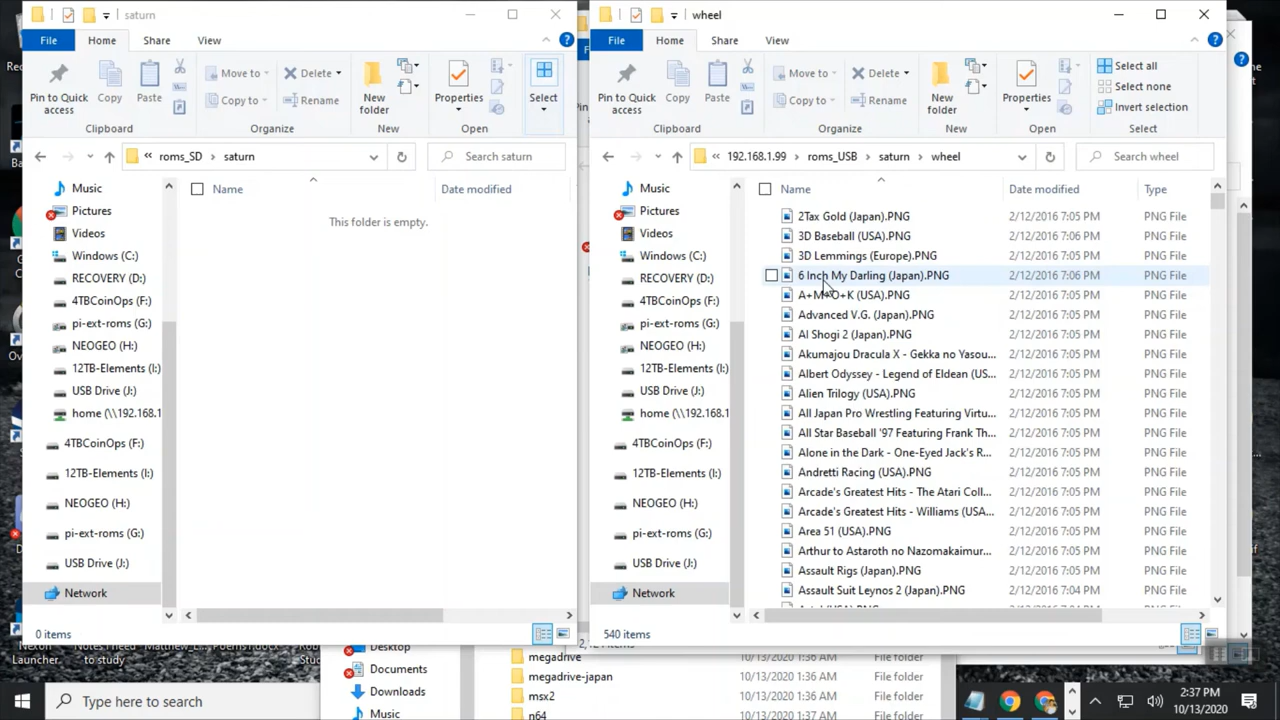 saturn
File Home Share View
Pin to Quick access
Copy
Paste
Move to
Copy to
Delete
Rename
New folder
Properties
Select
Clipboard Organize New Open
roms_SD saturn
Search saturn
Name Date modified
This folder is empty.
Music
Pictures
Videos
Windows (C:)
RECOVERY (D:)
4TBCoinOps (F:)
pi-ext-roms (G:)
NEOGEO (H:)
12TB-Elements (I:)
USB Drive (J:)
home (\\192.168.1
4TBCoinOps (F:)
12TB-Elements (I:)
NEOGEO (H:)
pi-ext-roms (G:)
USB Drive (J:)
Network
0 items
wheel
File Home Share View
Pin to Quick access
Copy
Paste
Move to
Copy to
Delete
Rename
New folder
Properties
Select all
Select none
Invert selection
Clipboard Organize New Open Select
192.168.1.99 roms_USB saturn wheel
Search wheel
Music
Pictures
Videos
Windows (C:)
RECOVERY (D:)
4TBCoinOps (F:)
pi-ext-roms (G:)
NEOGEO (H:)
12TB-Elements (I:)
USB Drive (J:)
home (\\192.168.1
4TBCoinOps (F:)
12TB-Elements (I:)
NEOGEO (H:)
pi-ext-roms (G:)
USB Drive (J:)
Network
Name Date modified Type
2Tax Gold (Japan).PNG 2/12/2016 7:05 PM PNG File
3D Baseball (USA).PNG 2/12/2016 7:06 PM PNG File
3D Lemmings (Europe).PNG 2/12/2016 7:05 PM PNG File
6 Inch My Darling (Japan).PNG 2/12/2016 7:06 PM PNG File
A+M+O+K (USA).PNG 2/12/2016 7:05 PM PNG File
Advanced V.G. (Japan).PNG 2/12/2016 7:05 PM PNG File
AI Shogi 2 (Japan).PNG 2/12/2016 7:05 PM PNG File
Akumajou Dracula X - Gekka no Yasou... 2/12/2016 7:05 PM PNG File
Albert Odyssey - Legend of Eldean (US... 2/12/2016 7:05 PM PNG File
Alien Trilogy (USA).PNG 2/12/2016 7:05 PM PNG File
All Japan Pro Wrestling Featuring Virtu... 2/12/2016 7:05 PM PNG File
All Star Baseball '97 Featuring Frank Th... 2/12/2016 7:05 PM PNG File
Alone in the Dark - One-Eyed Jack's R... 2/12/2016 7:05 PM PNG File
Andretti Racing (USA).PNG 2/12/2016 7:05 PM PNG File
Arcade's Greatest Hits - The Atari Coll... 2/12/2016 7:05 PM PNG File
Arcade's Greatest Hits - Williams (USA... 2/12/2016 7:05 PM PNG File
Area 51 (USA).PNG 2/12/2016 7:05 PM PNG File
Arthur to Astaroth no Nazomakaimur... 2/12/2016 7:05 PM PNG File
Assault Rigs (Japan).PNG 2/12/2016 7:05 PM PNG File
Assault Suit Leynos 2 (Japan).PNG 2/12/2016 7:04 PM PNG File
540 items
Nexon Launcher
Notes I need to study
Matthew_L...
Desktop
Documents
Downloads
Music
megadrive 10/13/2020 1:36 AM File folder
megadrive-japan 10/13/2020 1:36 AM File folder
msx2 10/13/2020 1:36 AM File folder
n64 10/13/2020 1:37 AM File folder
Type here to search
2:37 PM
10/13/2020